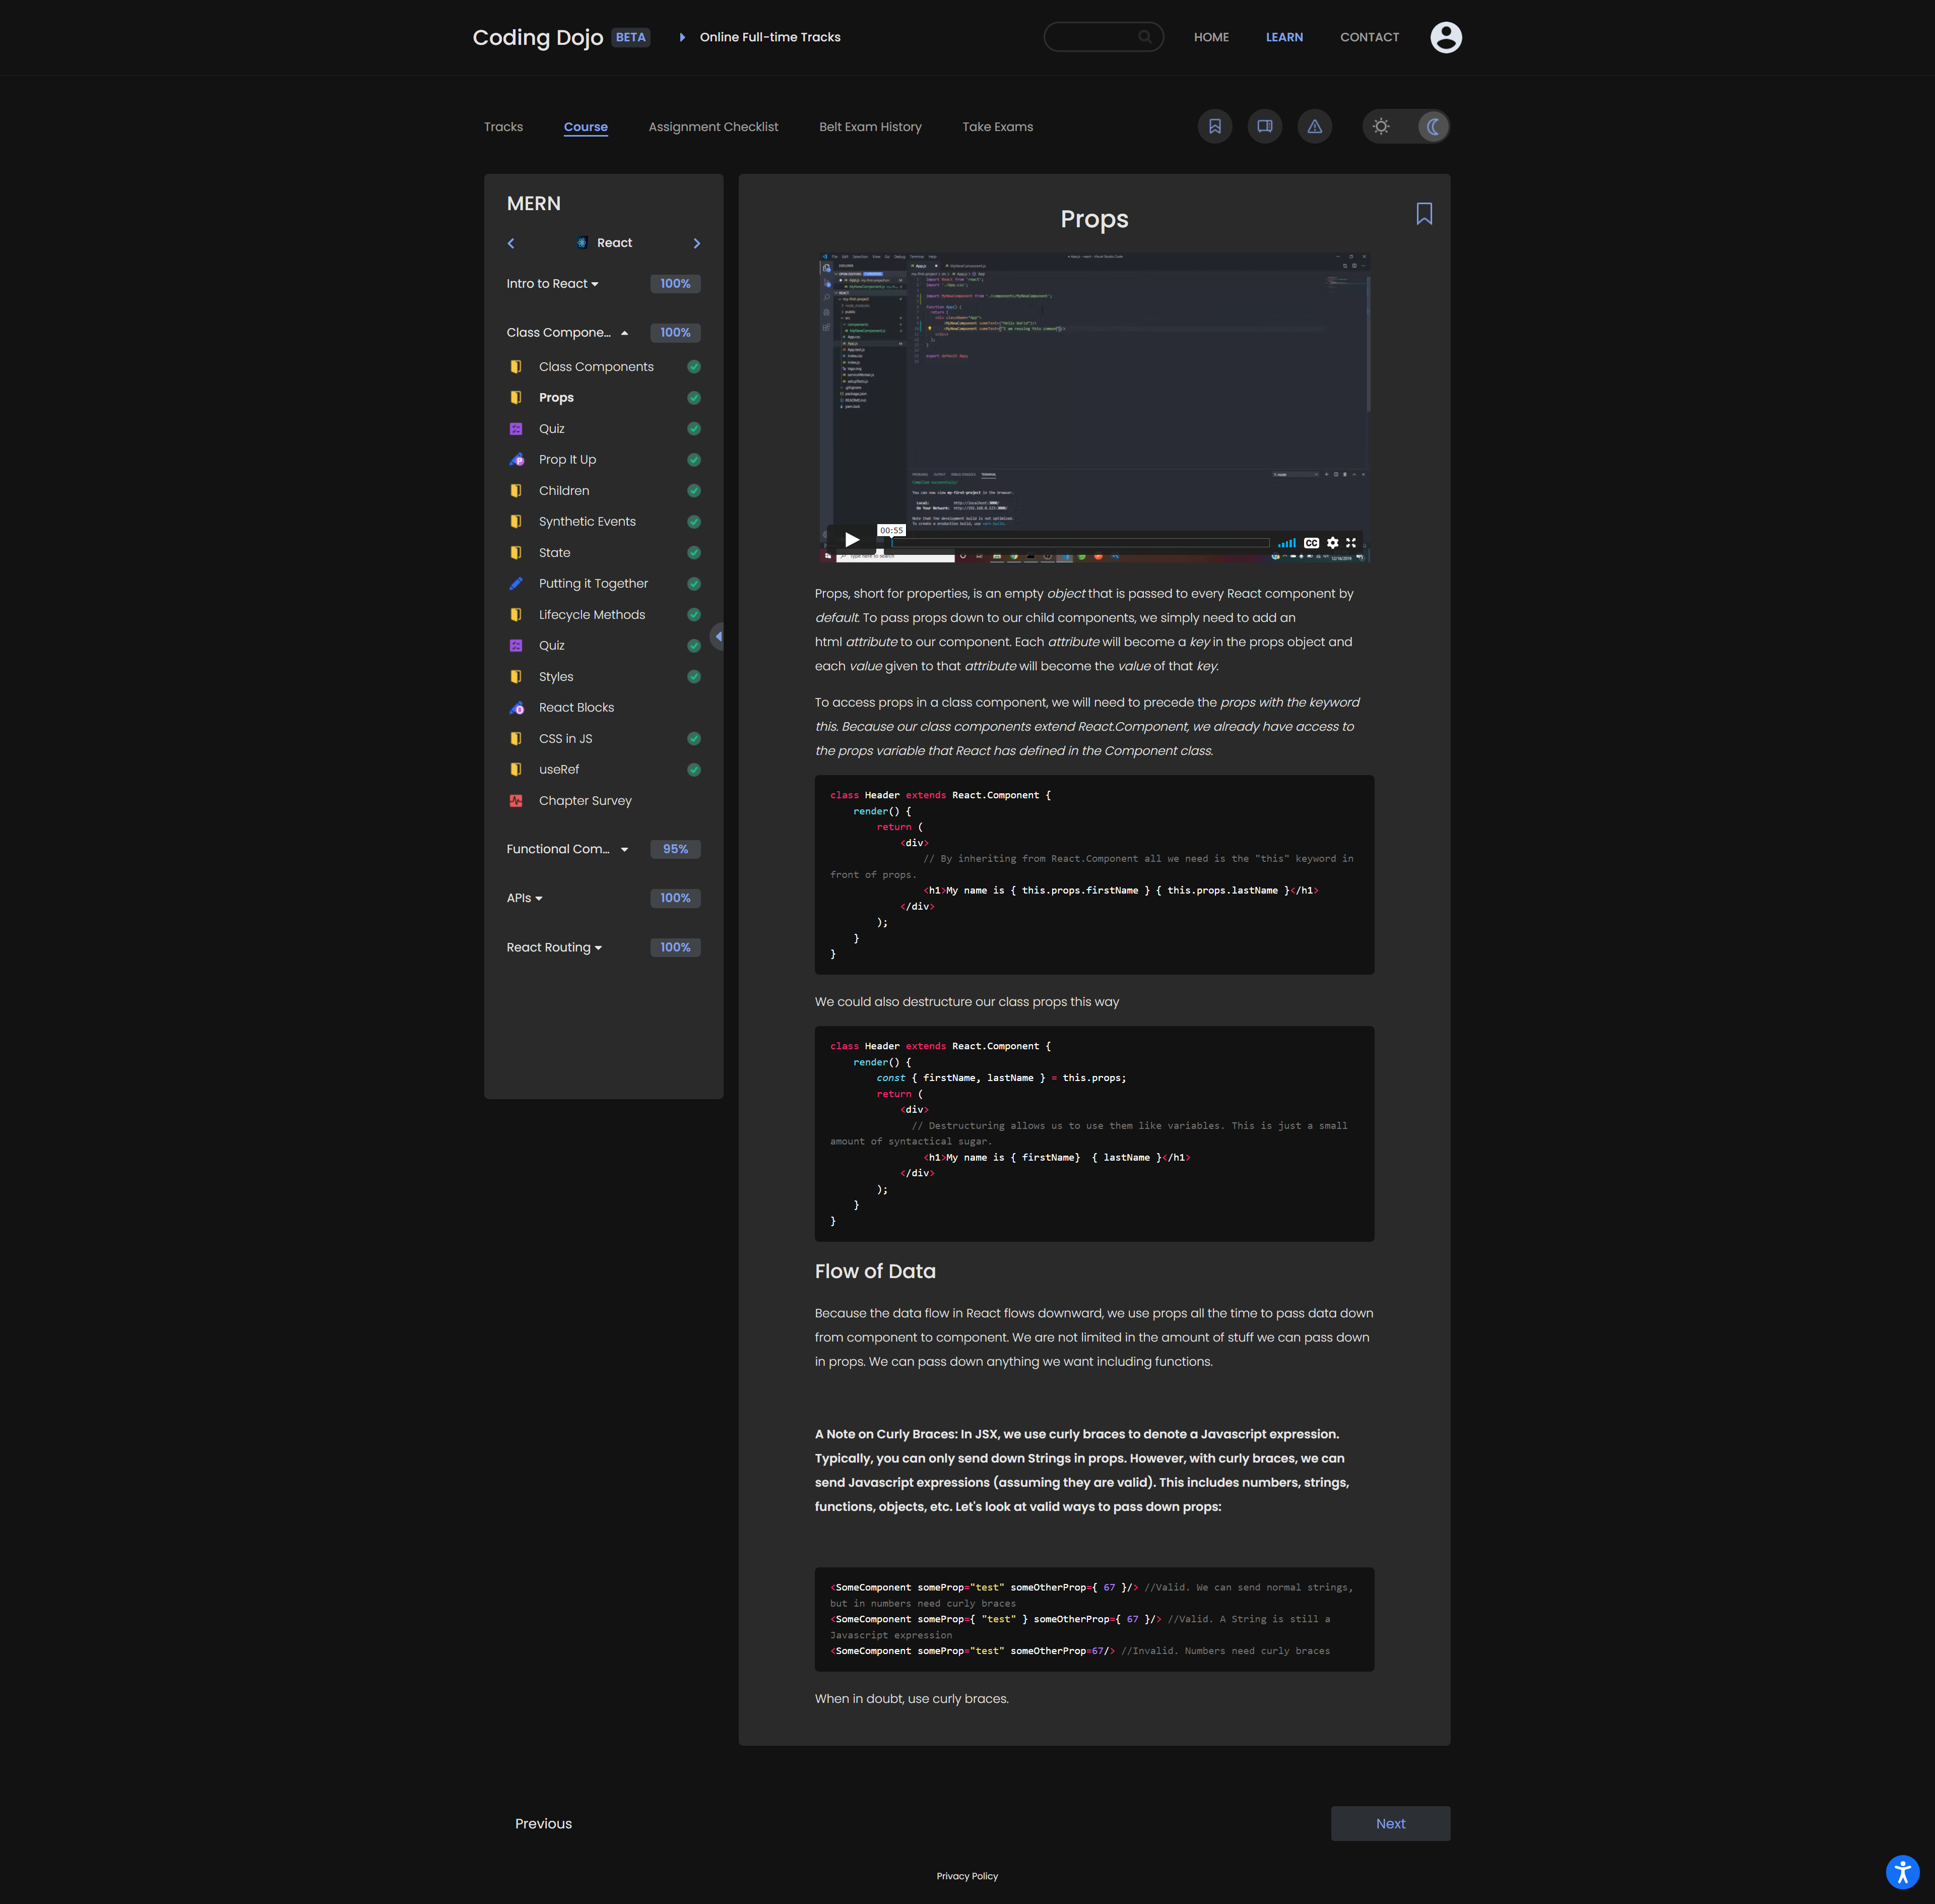 Coding Dojo BETA Online Full-time Tracks HOME LEARN CONTACT
Tracks Course Assignment Checklist Belt Exam History Take Exams
MERN
React
Intro to React 100%
Class Compone... 100%
Class Components
Props
Quiz
Prop It Up
Children
Synthetic Events
State
Putting it Together
Lifecycle Methods
Quiz
Styles
React Blocks
CSS in JS
useRef
Chapter Survey
Functional Com... 95%
APIs 100%
React Routing 100%
Props
00:55
CC
Props, short for properties, is an empty object that is passed to every React component by
default. To pass props down to our child components, we simply need to add an
html attribute to our component. Each attribute will become a key in the props object and
each value given to that attribute will become the value of that key.
To access props in a class component, we will need to precede the props with the keyword
this. Because our class components extend React.Component, we already have access to
the props variable that React has defined in the Component class.
class Header extends React.Component {
render() {
return (
<div>
// By inheriting from React.Component all we need is the "this" keyword in
front of props.
<h1>My name is { this.props.firstName } { this.props.lastName }</h1>
</div>
);
}
}
We could also destructure our class props this way
class Header extends React.Component {
render() {
const { firstName, lastName } = this.props;
return (
<div>
// Destructuring allows us to use them like variables. This is just a small
amount of syntactical sugar.
<h1>My name is { firstName}  { lastName }</h1>
</div>
);
}
}
Flow of Data
Because the data flow in React flows downward, we use props all the time to pass data down
from component to component. We are not limited in the amount of stuff we can pass down
in props. We can pass down anything we want including functions.
A Note on Curly Braces: In JSX, we use curly braces to denote a Javascript expression.
Typically, you can only send down Strings in props. However, with curly braces, we can
send Javascript expressions (assuming they are valid). This includes numbers, strings,
functions, objects, etc. Let's look at valid ways to pass down props:
<SomeComponent someProp="test" someOtherProp={ 67 }/> //Valid. We can send normal strings,
but in numbers need curly braces
<SomeComponent someProp={ "test" } someOtherProp={ 67 }/> //Valid. A String is still a
Javascript expression
<SomeComponent someProp="test" someOtherProp=67/> //Invalid. Numbers need curly braces
When in doubt, use curly braces.
Previous Next
Privacy Policy